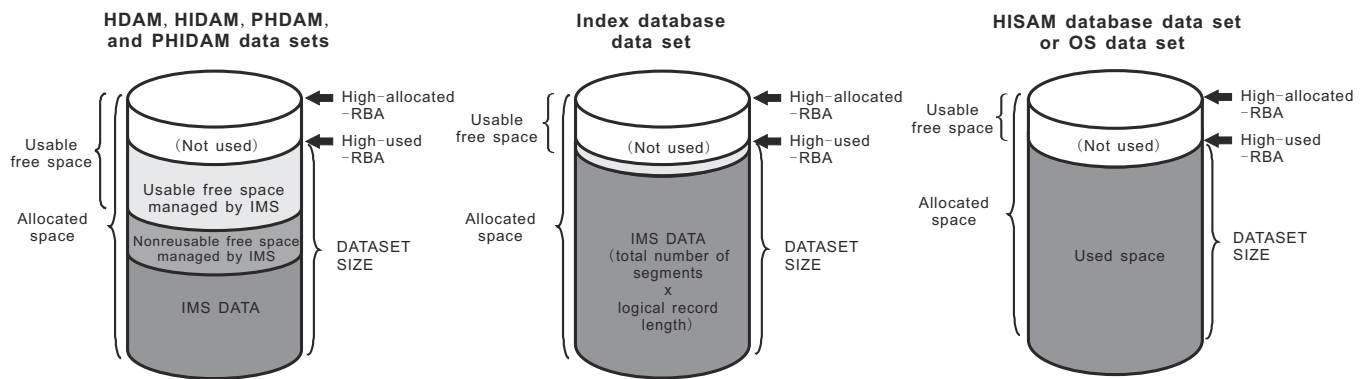 HDAM, HIDAM, PHDAM,
and PHIDAM data sets
High-allocated
-RBA
High-used
-RBA
Usable
free space
(Not used)
Usable free space
managed by IMS
Allocated
space
Nonreusable free space
managed by IMS
DATASET
SIZE
IMS DATA
Index database
data set
High-allocated
-RBA
Usable
free space
High-used
-RBA
(Not used)
Allocated
space
IMS DATA
(total number of
segments
x
logical record
length)
DATASET
SIZE
HISAM database data set
or OS data set
High-allocated
-RBA
Usable
free space
High-used
-RBA
(Not used)
Allocated
space
Used space
DATASET
SIZE